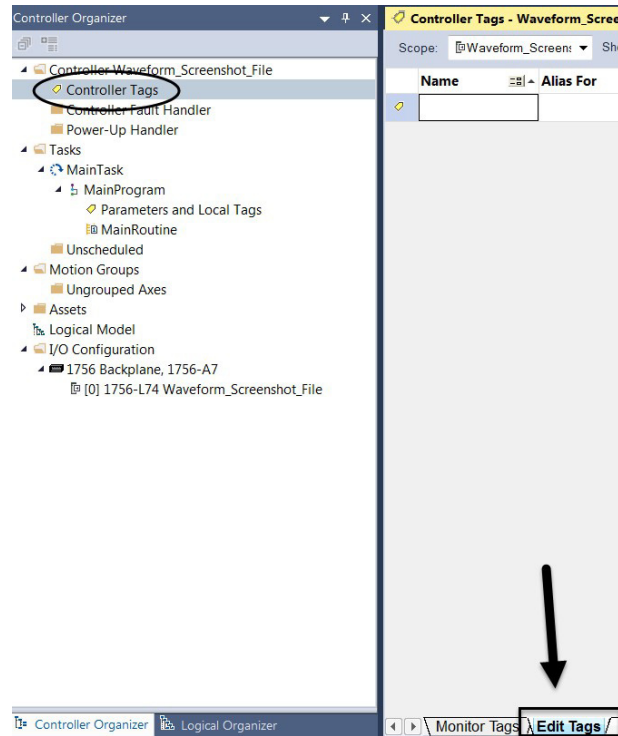 Controller Organizer
Controller Waveform_Screenshot_File
Controller Tags
Controller Fault Handler
Power-Up Handler
Tasks
MainTask
MainProgram
Parameters and Local Tags
MainRoutine
Unscheduled
Motion Groups
Ungrouped Axes
Assets
Logical Model
I/O Configuration
1756 Backplane, 1756-A7
[0] 1756-L74 Waveform_Screenshot_File
Controller Organizer
Logical Organizer
Controller Tags - Waveform_Scree
Scope: Waveform_Screen: Sh
Name Alias For
Monitor Tags Edit Tags